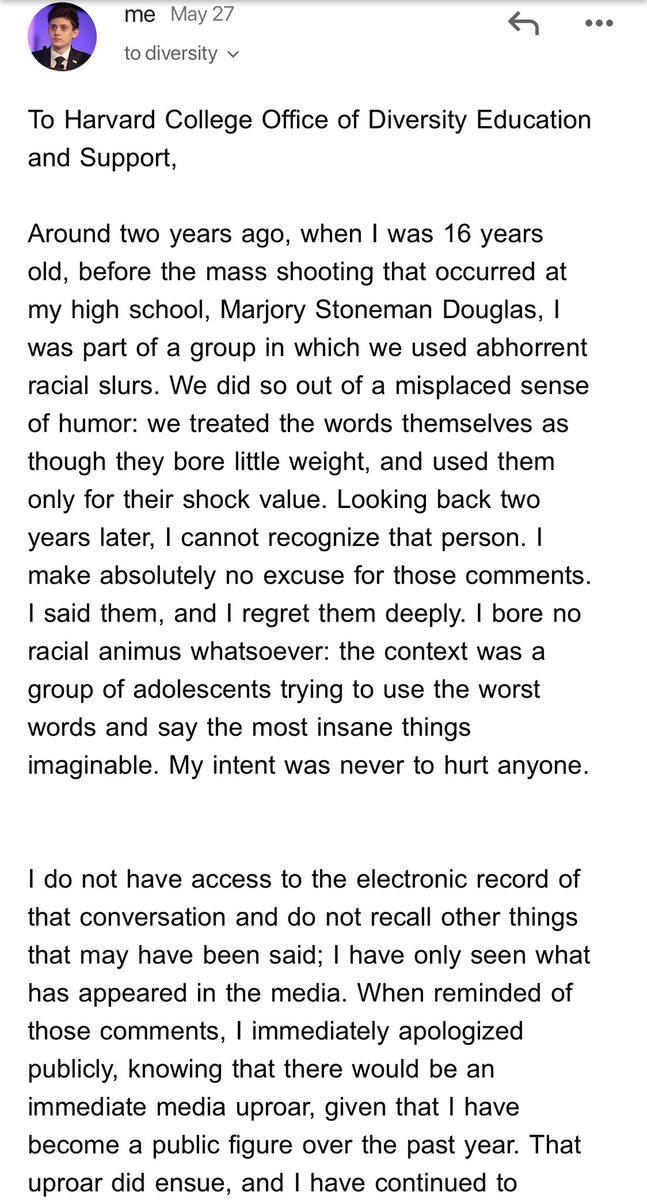 me May 27
to diversity
To Harvard College Office of Diversity Education
and Support,
Around two years ago, when I was 16 years
old, before the mass shooting that occurred at
my high school, Marjory Stoneman Douglas, I
was part of a group in which we used abhorrent
racial slurs. We did so out of a misplaced sense
of humor: we treated the words themselves as
though they bore little weight, and used them
only for their shock value. Looking back two
years later, I cannot recognize that person. I
make absolutely no excuse for those comments.
I said them, and I regret them deeply. I bore no
racial animus whatsoever: the context was a
group of adolescents trying to use the worst
words and say the most insane things
imaginable. My intent was never to hurt anyone.
I do not have access to the electronic record of
that conversation and do not recall other things
that may have been said; I have only seen what
has appeared in the media. When reminded of
those comments, I immediately apologized
publicly, knowing that there would be an
immediate media uproar, given that I have
become a public figure over the past year. That
uproar did ensue, and I have continued to